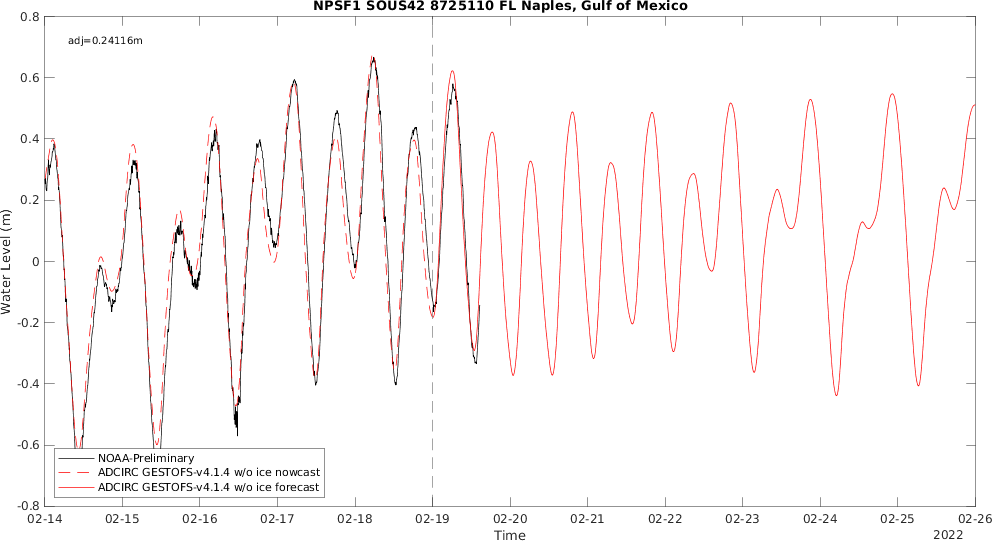 NPSF1 SOUS42 8725110 FL Naples, Gulf of Mexico
adj=0.24116m
0.8
0.6
0.4
0.2
0
-0.2
-0.4
-0.6
-0.8
Water Level (m)
NOAA-Preliminary
ADCIRC GESTOFS-v4.1.4 w/o ice nowcast
ADCIRC GESTOFS-v4.1.4 w/o ice forecast
02-14 02-15 02-16 02-17 02-18 02-19 02-20 02-21 02-22 02-23 02-24 02-25 02-26
Time
2022